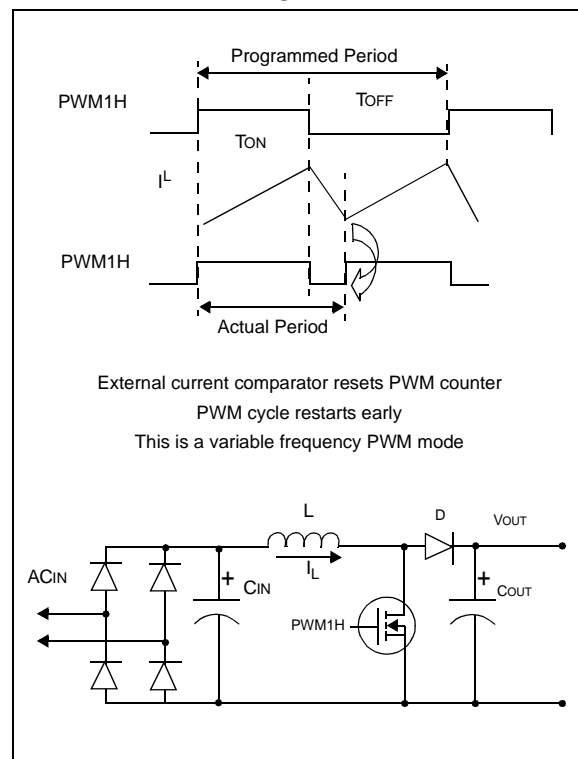 Programmed Period
PWM1H
TOFF
TON
IL
PWM1H
Actual Period
External current comparator resets PWM counter
PWM cycle restarts early
This is a variable frequency PWM mode
L
D
VOUT
ACIN
+
CIN
IL
+
COUT
PWM1H